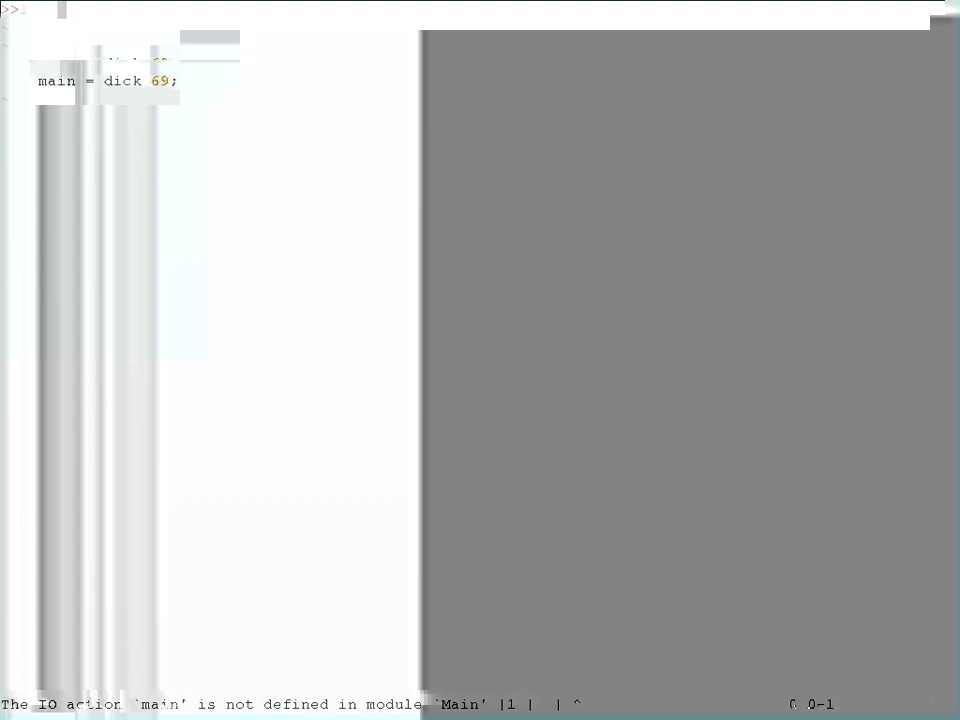 >>i
~
main = dick 69;
~
The IO action `main' is not defined in module `Main' |1 |  | ^ 0,0-1